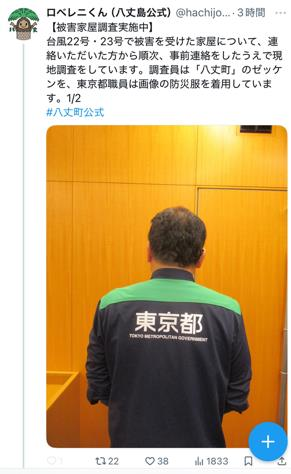 ロベレニくん (八丈島公式) @hachijo... · 3時間
【被害家屋調査実施中】
台風22号・23号で被害を受けた家屋について、連
絡いただいた方から順次、事前連絡をしたうえで現
地調査をしています。調査員は「八丈町」のゼッケ
ンを、東京都職員は画像の防災服を着用していま
す。1/2
#八丈町公式
東京都
TOKYO METROPOLITAN GOVERNMENT
1 22 38 1833